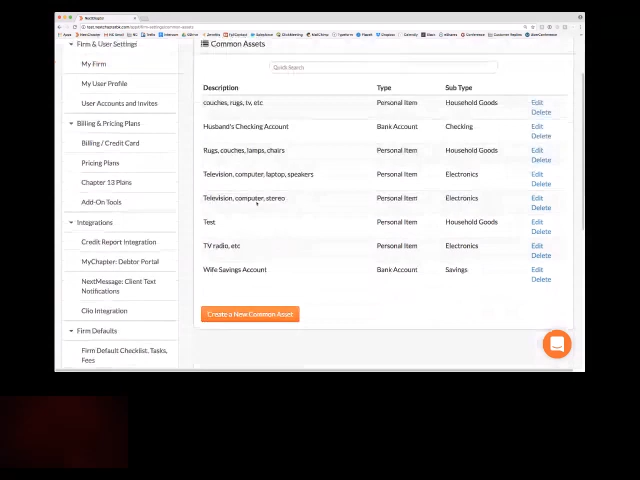 Firm & User Settings
Common Assets
My Firm
Quick Search
My User Profile
Description Type Sub Type
User Accounts and Invites
couches, rugs, tv, etc Personal Item Household Goods Edit
Delete
Billing & Pricing Plans
Husband's Checking Account Bank Account Checking Edit
Delete
Billing / Credit Card
Rugs, couches, lamps, chairs Personal Item Household Goods Edit
Delete
Pricing Plans
Television, computer, laptop, speakers Personal Item Electronics Edit
Delete
Chapter 13 Plans
Television, computer, stereo Personal Item Electronics Edit
Delete
Add-On Tools
Test Personal Item Household Goods Edit
Delete
Integrations
TV radio, etc Personal Item Electronics Edit
Delete
Credit Report Integration
MyChapter: Debtor Portal
Wife Savings Account Bank Account Savings Edit
Delete
NextMessage: Client Text
Notifications
Clio Integration
Create a New Common Asset
Firm Defaults
Firm Default Checklist, Tasks,
Fees